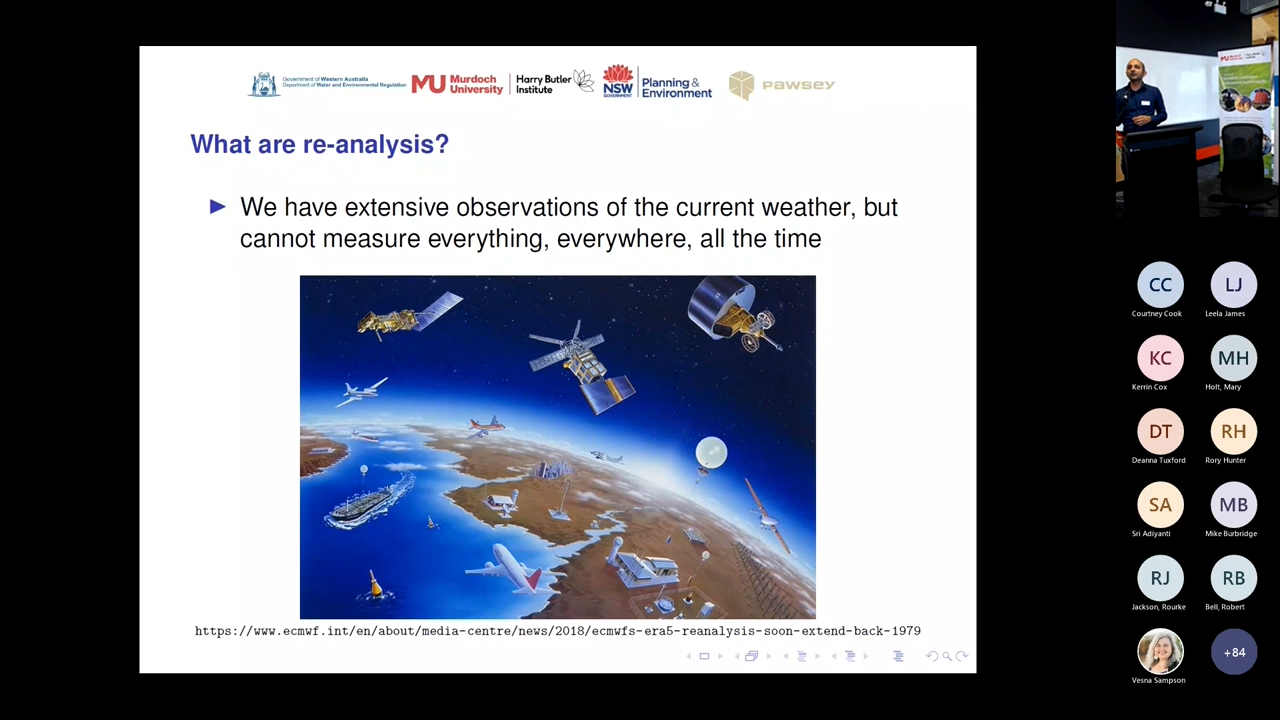 Government of Western Australia
Department of Water and Environmental Regulation
MU Murdoch University
Harry Butler Institute
NSW GOVERNMENT
Planning & Environment
PAWSEY
What are re-analysis?
We have extensive observations of the current weather, but
cannot measure everything, everywhere, all the time
https://www.ecmwf.int/en/about/media-centre/news/2018/ecmwfs-era5-reanalysis-soon-extend-back-1979
CC
LJ
Courtney Cook
Leela James
KC
MH
Kerrin Cox
Holt, Mary
DT
RH
Deanna Tuxford
Rory Hunter
SA
MB
Sri Adiyanti
Mike Burbridge
RJ
RB
Jackson, Rourke
Bell, Robert
+84
Vesna Sampson